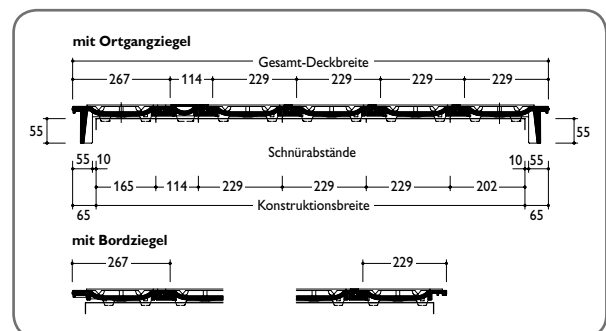 mit Ortgangziegel
Gesamt-Deckbreite
267 114 229 229 229 229
55 55
Schnürabstände
55 10 10 55
165 114 229 229 229 202
65 Konstruktionsbreite 65
mit Bordziegel
267 229